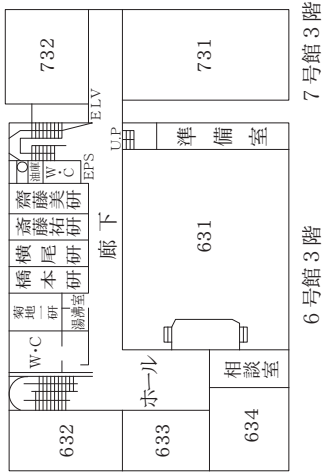 7号館3階
6号館3階
732
731
ELV
U.P
準備室
油庫
W・C
EPS
齋藤美研
斎藤祐研
横尾研
橋本研
菊地一研
湯沸室
W・C
廊下
631
ホール
相談室
632
633
634